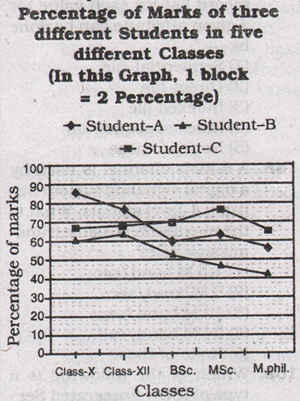 Percentage of Marks of three
different Students in five
different Classes
(In this Graph, 1 block
= 2 Percentage)
Student–A Student–B
Student–C
Percentage of marks
100
90
80
70
60
50
40
30
20
10
0
Class-X Class-XII BSc. MSc. M.phil.
Classes